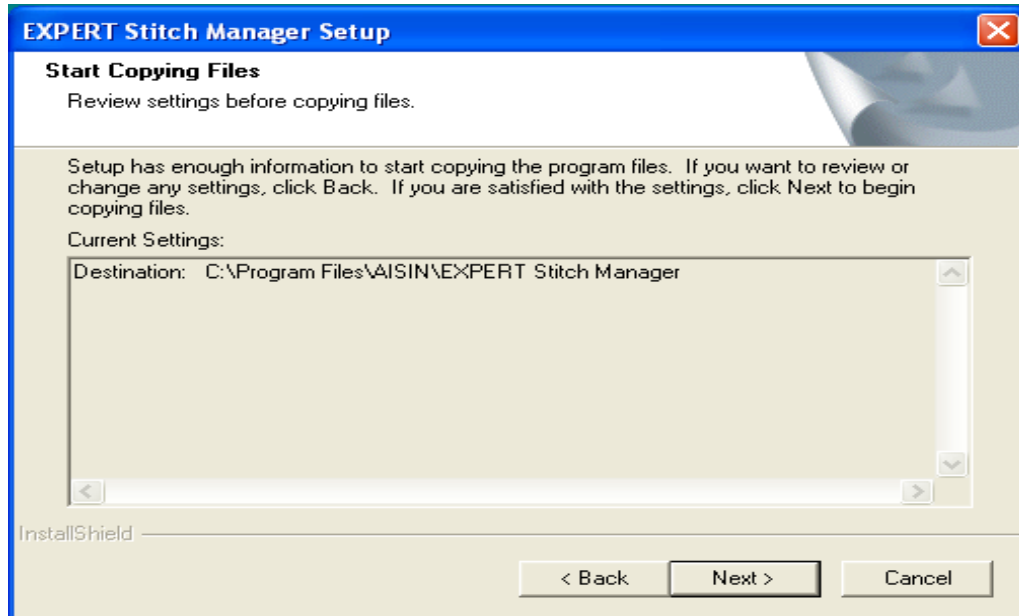 EXPERT Stitch Manager Setup
Start Copying Files
Review settings before copying files.
Setup has enough information to start copying the program files.  If you want to review or
change any settings, click Back.  If you are satisfied with the settings, click Next to begin
copying files.
Current Settings:
Destination:   C:\Program Files\AISIN\EXPERT Stitch Manager
InstallShield
< Back   Next >   Cancel